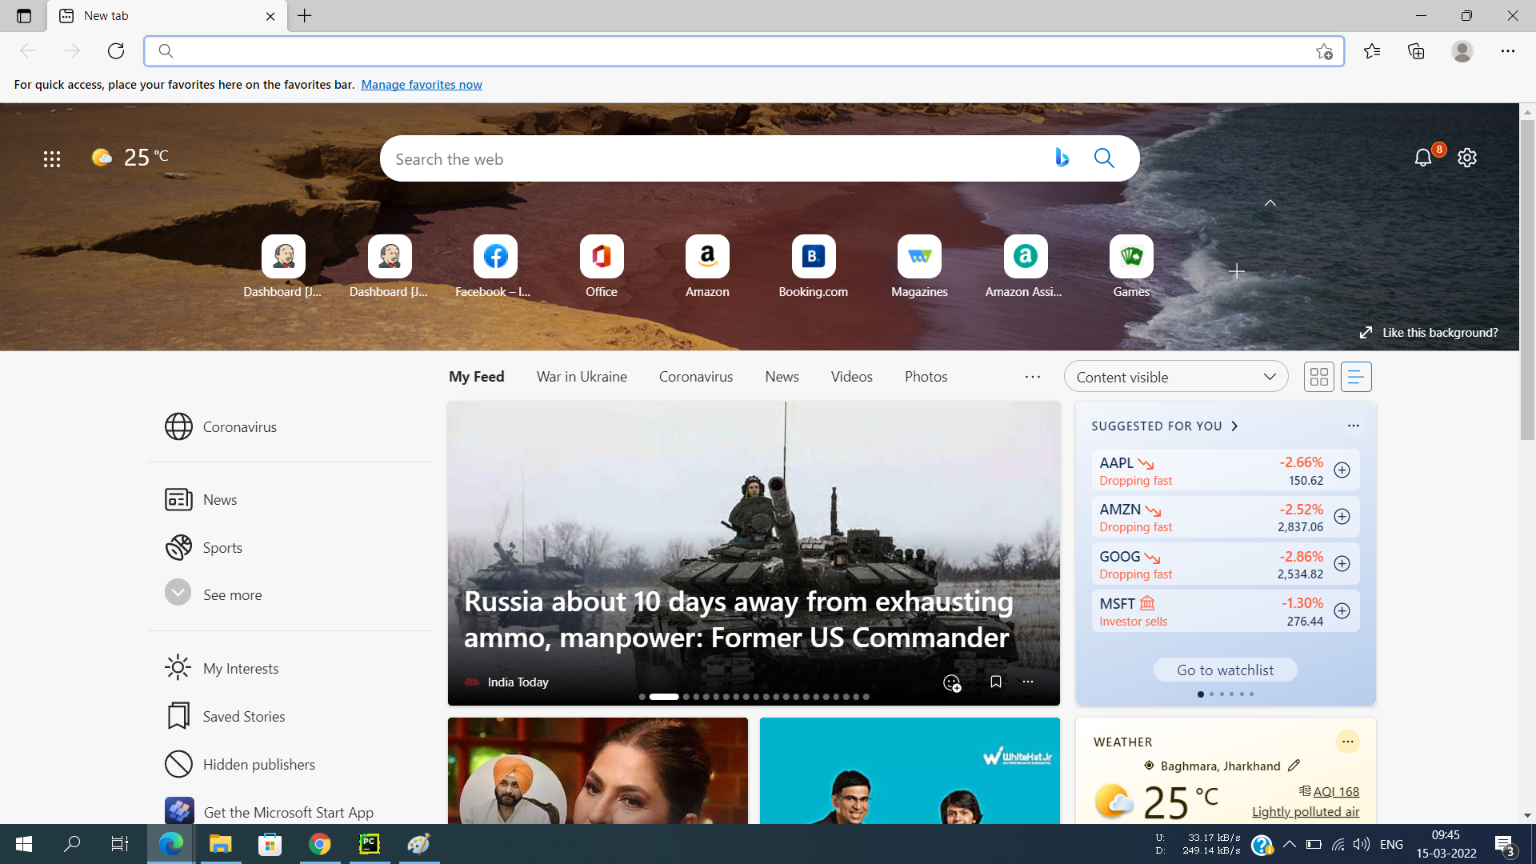 New tab
For quick access, place your favorites here on the favorites bar. Manage favorites now
25 °C
Search the web
8
Dashboard [J...
Dashboard [J...
Facebook – l...
Office
Amazon
Booking.com
Magazines
Amazon Assi...
Games
B.
Like this background?
My Feed
War in Ukraine
Coronavirus
News
Videos
Photos
Content visible
Coronavirus
News
Sports
See more
My Interests
Saved Stories
Hidden publishers
Get the Microsoft Start App
Russia about 10 days away from exhausting
ammo, manpower: Former US Commander
India Today
SUGGESTED FOR YOU
AAPL -2.66%
Dropping fast 150.62
AMZN -2.52%
Dropping fast 2,837.06
GOOG -2.86%
Dropping fast 2,534.82
MSFT -1.30%
Investor sells 276.44
Go to watchlist
WhiteHat Jr
WEATHER
Baghmara, Jharkhand
25 °C
AQI 168
Lightly polluted air
PC
U: 33.17 kB/s
D: 249.14 kB/s
ENG
09:45
15-03-2022
3